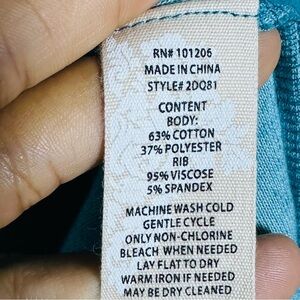 RN# 101206
MADE IN CHINA
STYLE# 2DQ81
CONTENT
BODY:
63% COTTON
37% POLYESTER
RIB
95% VISCOSE
5% SPANDEX
MACHINE WASH COLD
GENTLE CYCLE
ONLY NON-CHLORINE
BLEACH WHEN NEEDED
LAY FLAT TO DRY
WARM IRON IF NEEDED
MAY BE DRY CLEANED